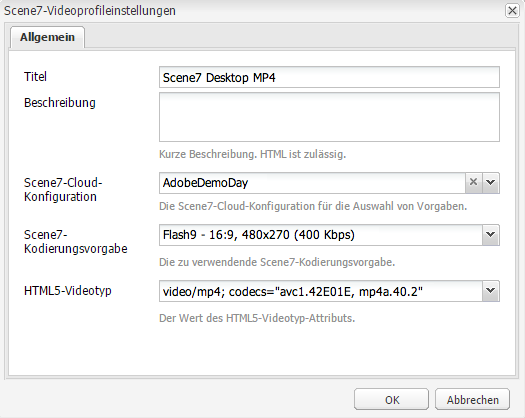 Scene7-Videoprofileinstellungen
Allgemein
Titel
Scene7 Desktop MP4
Beschreibung
Kurze Beschreibung. HTML ist zulässig.
Scene7-Cloud-
Konfiguration
AdobeDemoDay
Die Scene7-Cloud-Konfiguration für die Auswahl von Vorgaben.
Scene7-
Kodierungsvorgabe
Flash9 - 16:9, 480x270 (400 Kbps)
Die zu verwendende Scene7-Kodierungsvorgabe.
HTML5-Videotyp
video/mp4; codecs="avc1.42E01E, mp4a.40.2"
Der Wert des HTML5-Videotyp-Attributs.
OK
Abbrechen